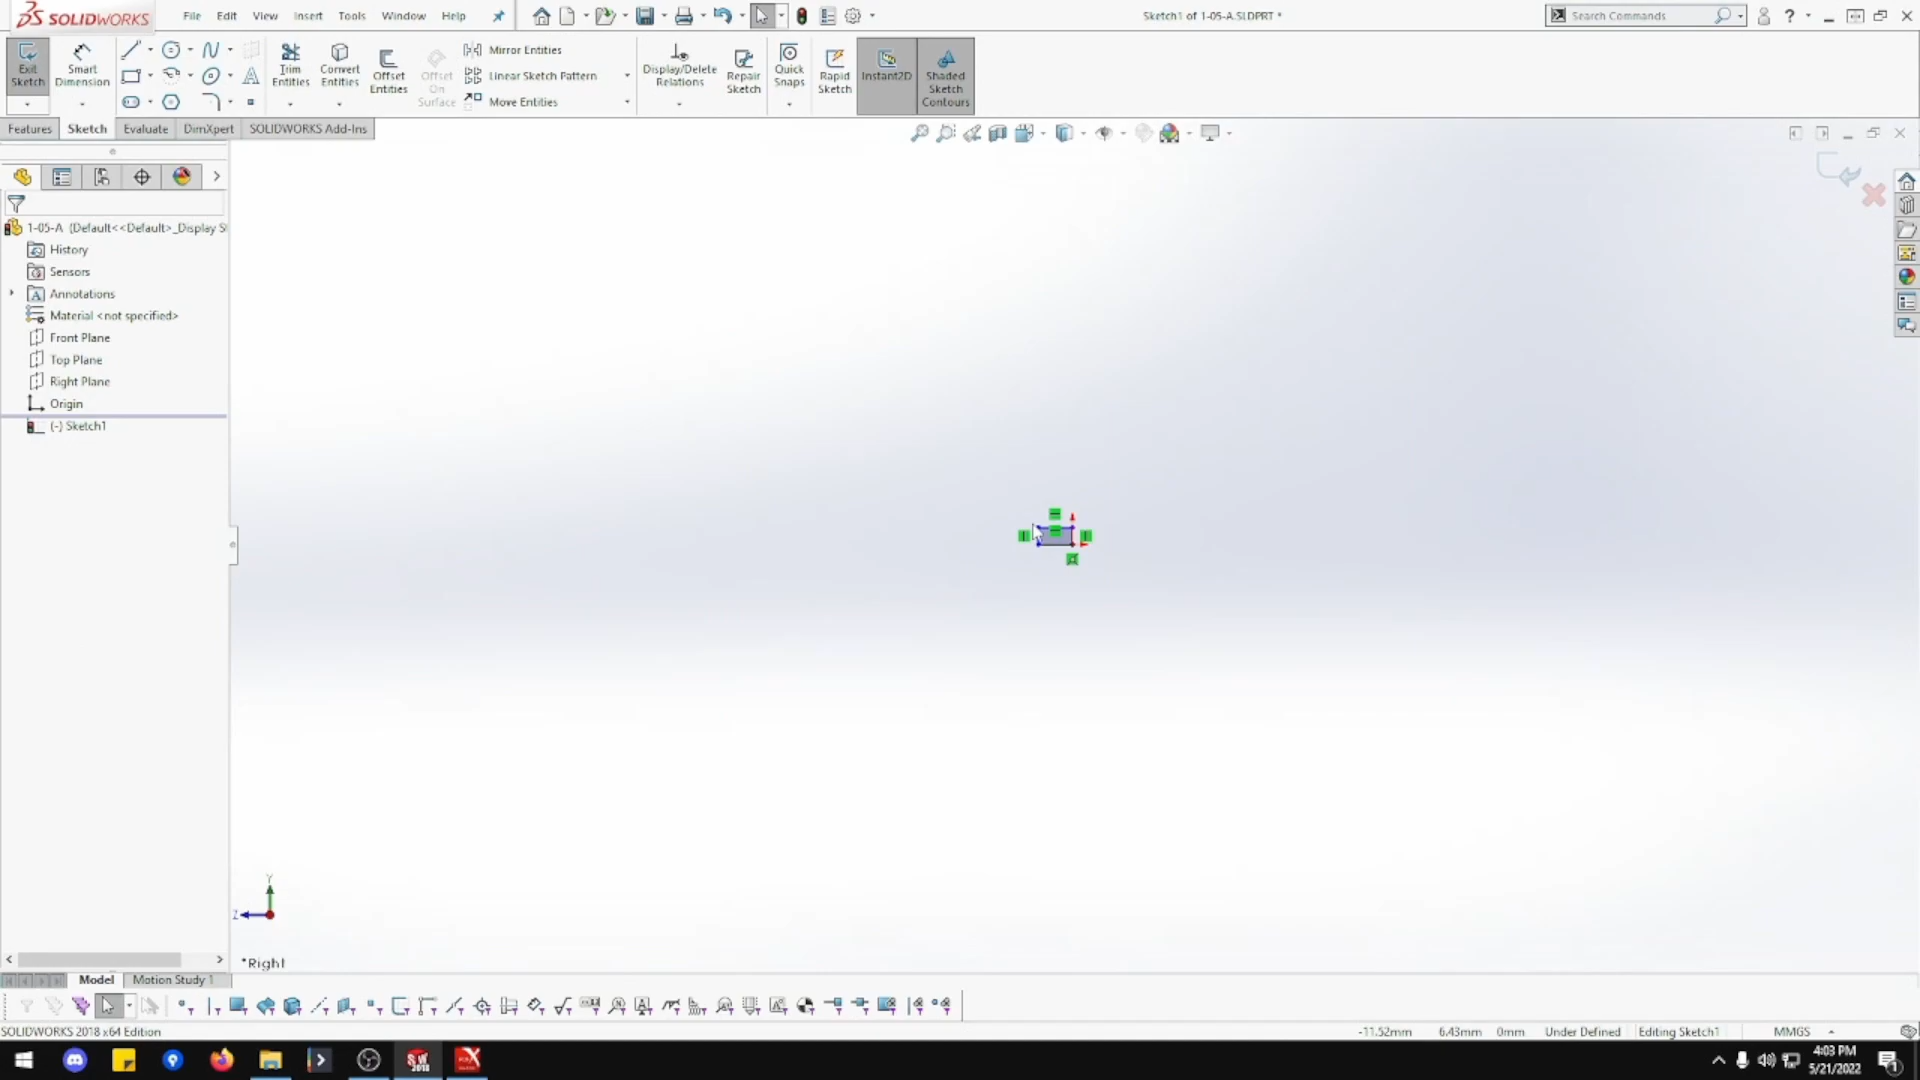 SOLIDWORKS File Edit View Insert Tools Window Help Sketch1 of 1-05-A.SLDPRT * Search Commands ?
Exit Sketch
Smart Dimension
Trim Entities
Convert Entities
Offset Entities
Offset On Surface
Mirror Entities
Linear Sketch Pattern
Move Entities
Display/Delete Relations
Repair Sketch
Quick Snaps
Rapid Sketch
Instant2D
Shaded Sketch Contours
Features Sketch Evaluate DimXpert SOLIDWORKS Add-Ins
1-05-A (Default<<Default>_Display S
History
Sensors
Annotations
Material <not specified>
Front Plane
Top Plane
Right Plane
Origin
(-) Sketch1
Y
Z
*Right
Model Motion Study 1
SOLIDWORKS 2018 x64 Edition -11.52mm 6.43mm 0mm Under Defined Editing Sketch1 MMGS
4:03 PM
5/21/2022